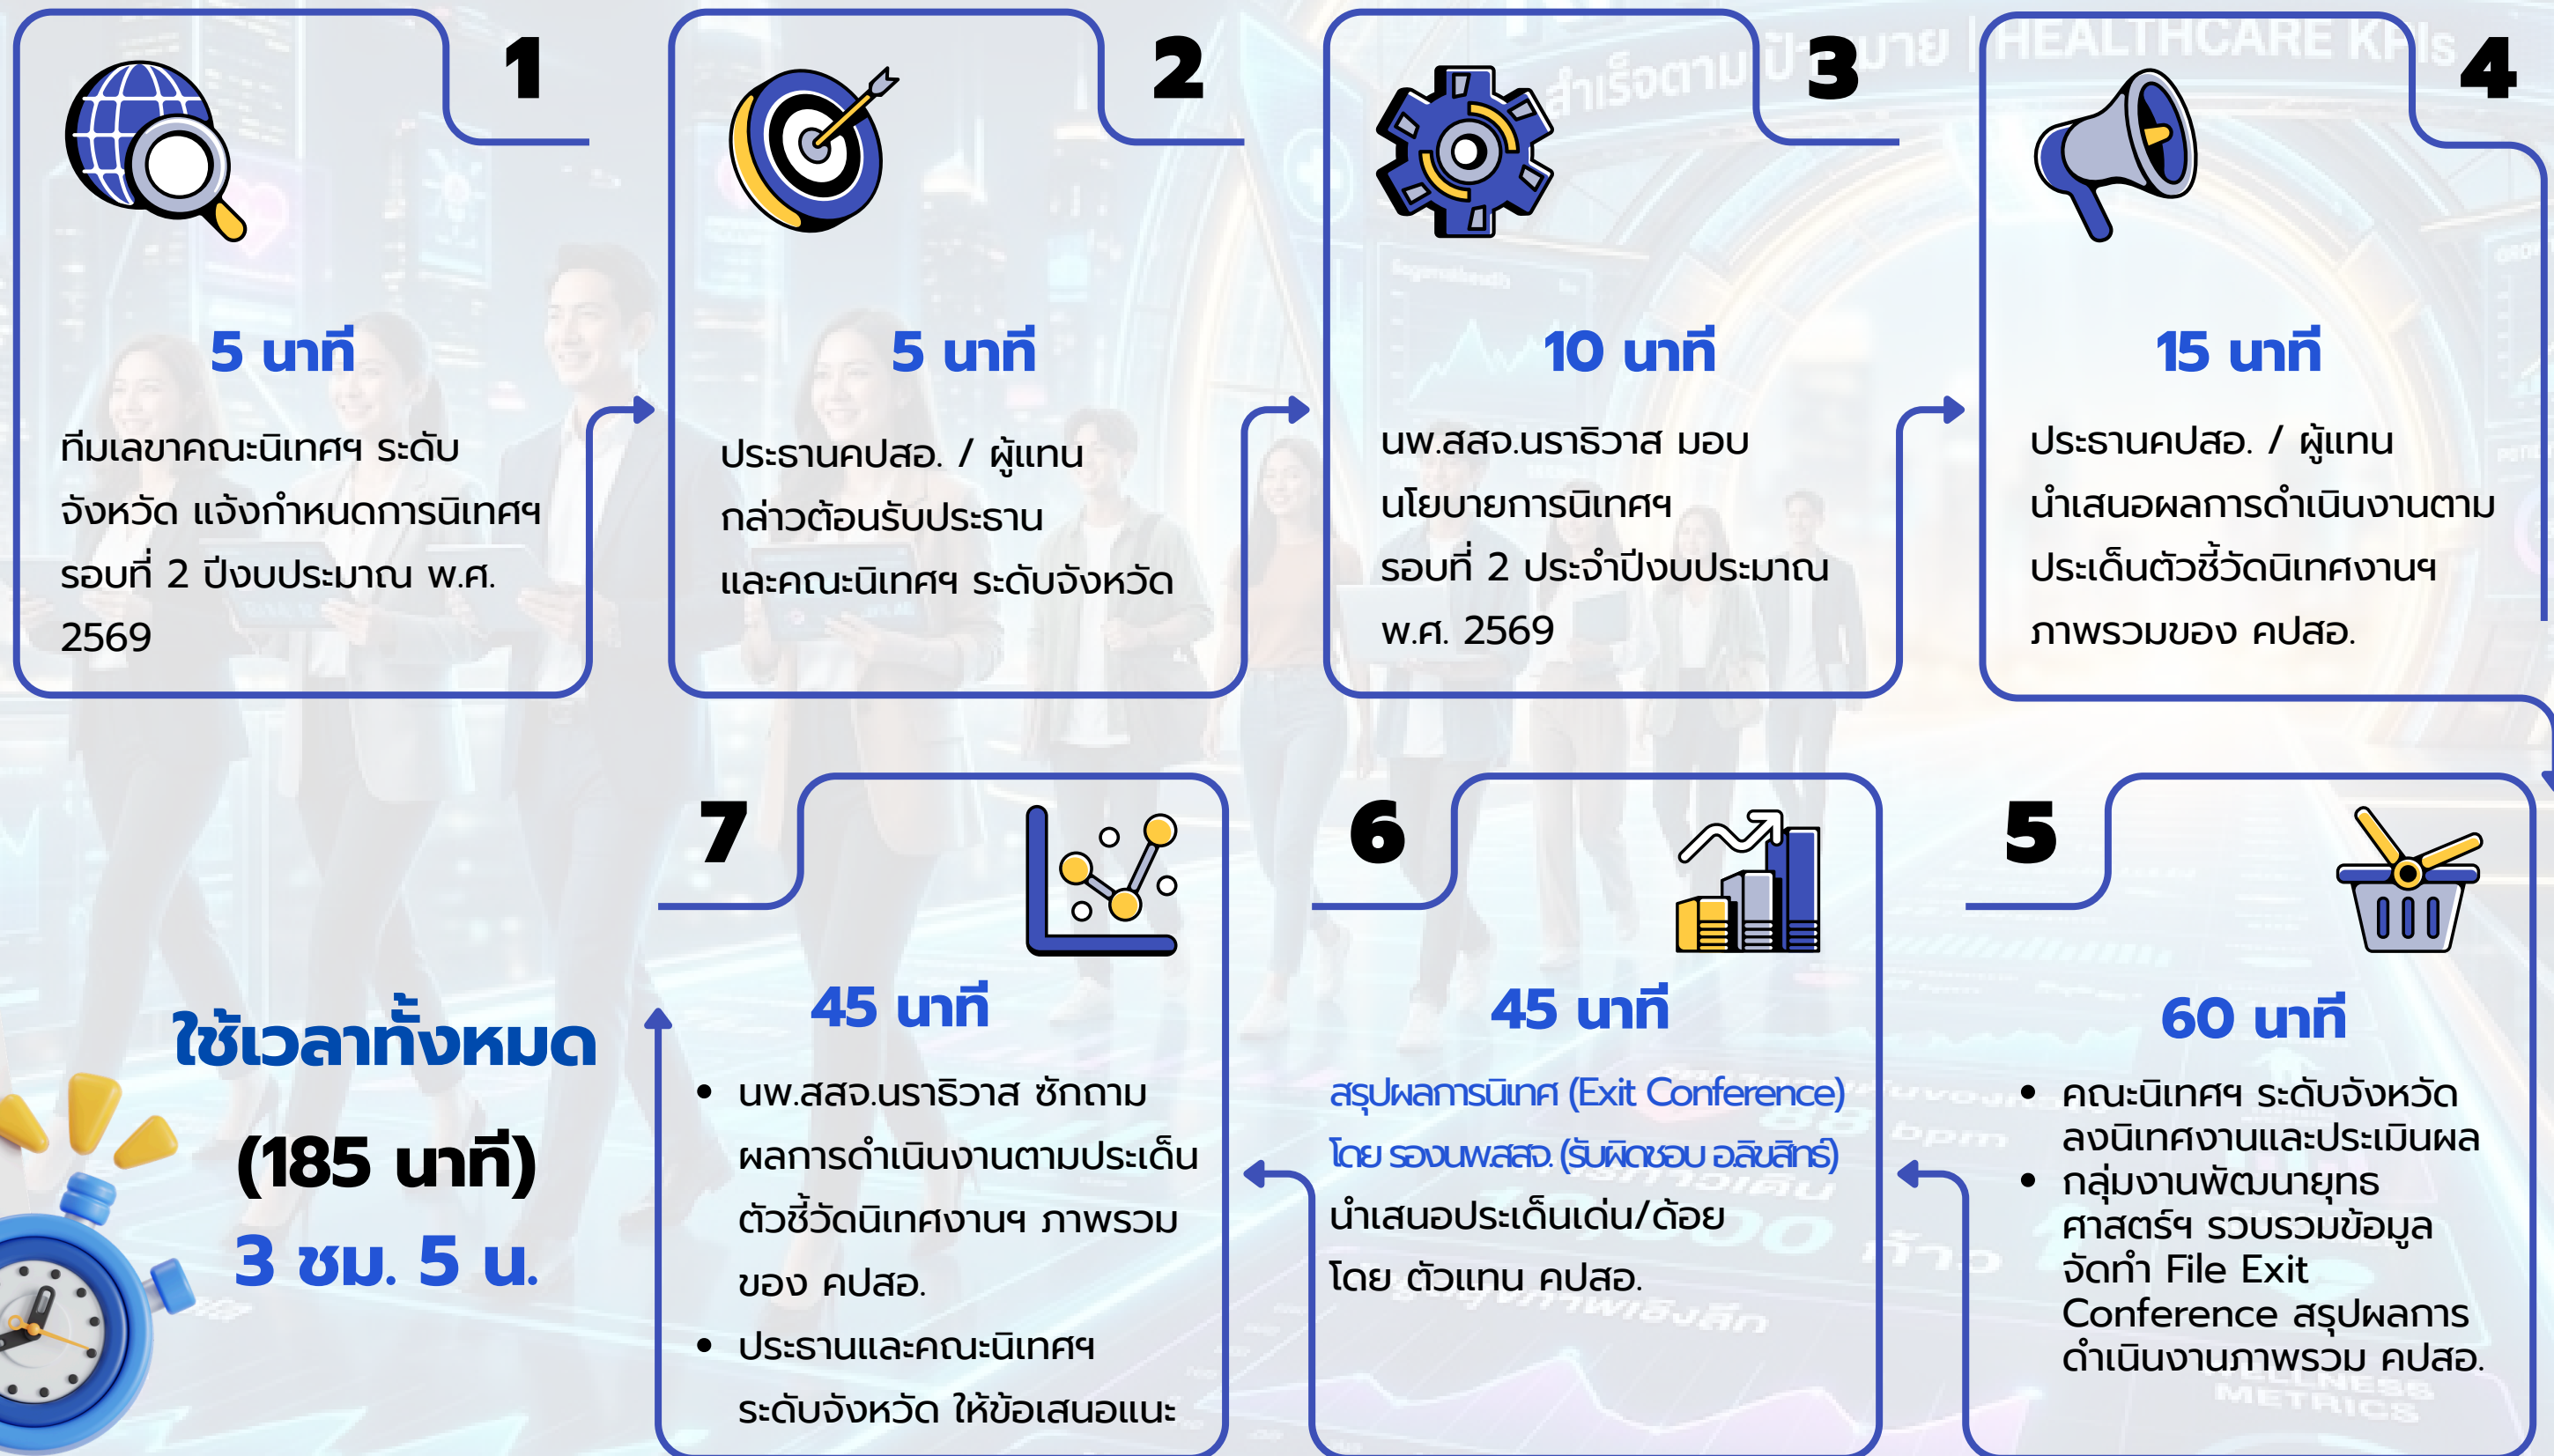 สำเร็จตามเป้าหมาย | HEALTHCARE KPIs
1
5 นาที
ทีมเลขาคณะนิเทศฯ ระดับ
จังหวัด แจ้งกำหนดการนิเทศฯ
รอบที่ 2 ปีงบประมาณ พ.ศ.
2569
2
5 นาที
ประธานคปสอ. / ผู้แทน
กล่าวต้อนรับประธาน
และคณะนิเทศฯ ระดับจังหวัด
3
10 นาที
นพ.สสจ.นราธิวาส มอบ
นโยบายการนิเทศฯ
รอบที่ 2 ประจำปีงบประมาณ
พ.ศ. 2569
4
15 นาที
ประธานคปสอ. / ผู้แทน
นำเสนอผลการดำเนินงานตาม
ประเด็นตัวชี้วัดนิเทศงานฯ
ภาพรวมของ คปสอ.
5
60 นาที
• คณะนิเทศฯ ระดับจังหวัด
ลงนิเทศงานและประเมินผล
• กลุ่มงานพัฒนายุทธ
ศาสตร์ฯ รวบรวมข้อมูล
จัดทำ File Exit
Conference สรุปผลการ
ดำเนินงานภาพรวม คปสอ.
6
45 นาที
สรุปผลการนิเทศ (Exit Conference)
โดย รองนพ.สสจ. (รับผิดชอบ อ.ลิขสิทธิ์)
นำเสนอประเด็นเด่น/ด้อย
โดย ตัวแทน คปสอ.
7
45 นาที
• นพ.สสจ.นราธิวาส ซักถาม
ผลการดำเนินงานตามประเด็น
ตัวชี้วัดนิเทศงานฯ ภาพรวม
ของ คปสอ.
• ประธานและคณะนิเทศฯ
ระดับจังหวัด ให้ข้อเสนอแนะ
ใช้เวลาทั้งหมด
(185 นาที)
3 ชม. 5 น.
88 bpm
WELLNESS
METRICS